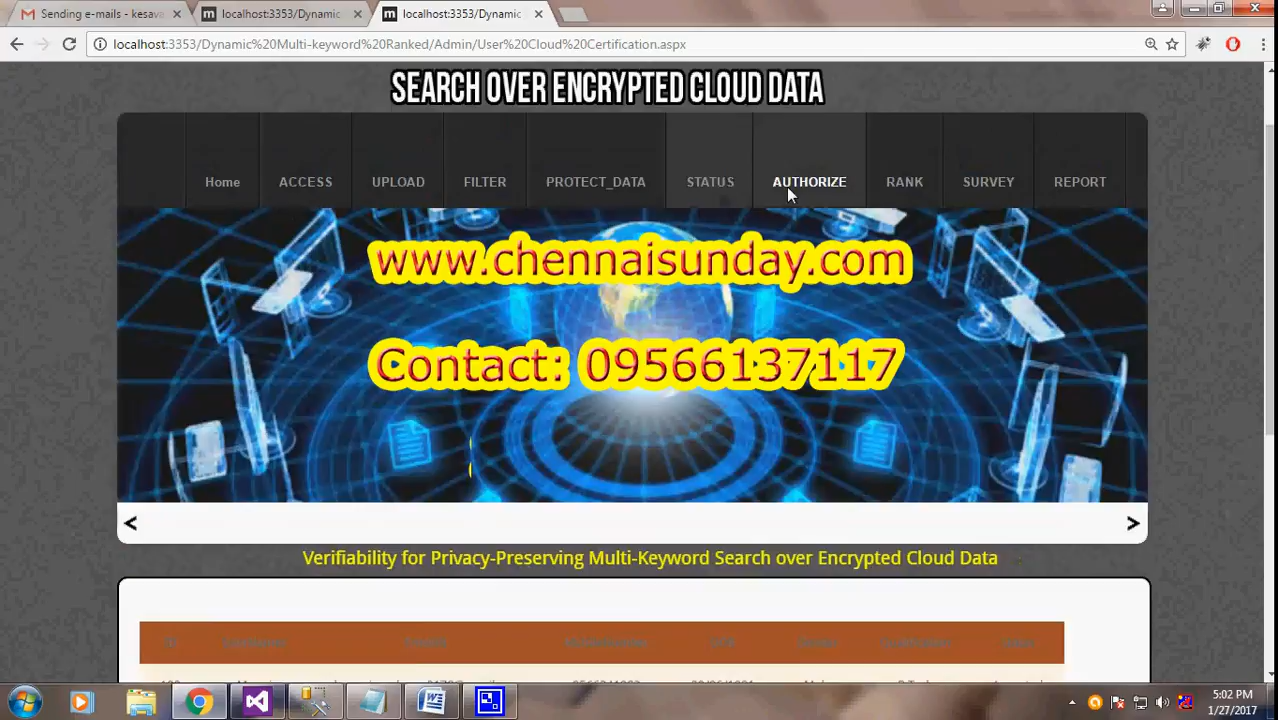 Sending e-mails - kesava
localhost:3353/Dynamic
localhost:3353/Dynamic
localhost:3353/Dynamic%20Multi-keyword%20Ranked/Admin/User%20Cloud%20Certification.aspx
SEARCH OVER ENCRYPTED CLOUD DATA
Home ACCESS UPLOAD FILTER PROTECT_DATA STATUS AUTHORIZE RANK SURVEY REPORT
www.chennaisunday.com
Contact: 09566137117
< >
Verifiability for Privacy-Preserving Multi-Keyword Search over Encrypted Cloud Data
5:02 PM
1/27/2017